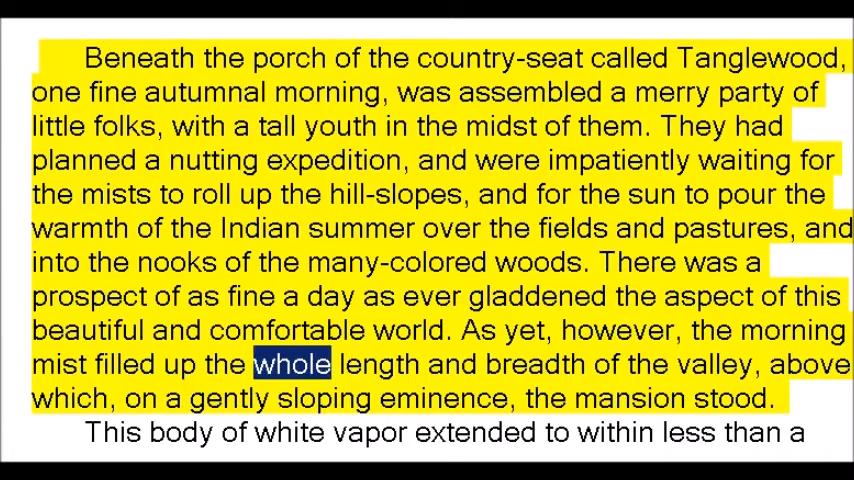 Beneath the porch of the country-seat called Tanglewood,
one fine autumnal morning, was assembled a merry party of
little folks, with a tall youth in the midst of them. They had
planned a nutting expedition, and were impatiently waiting for
the mists to roll up the hill-slopes, and for the sun to pour the
warmth of the Indian summer over the fields and pastures, and
into the nooks of the many-colored woods. There was a
prospect of as fine a day as ever gladdened the aspect of this
beautiful and comfortable world. As yet, however, the morning
mist filled up the whole length and breadth of the valley, above
which, on a gently sloping eminence, the mansion stood.
This body of white vapor extended to within less than a